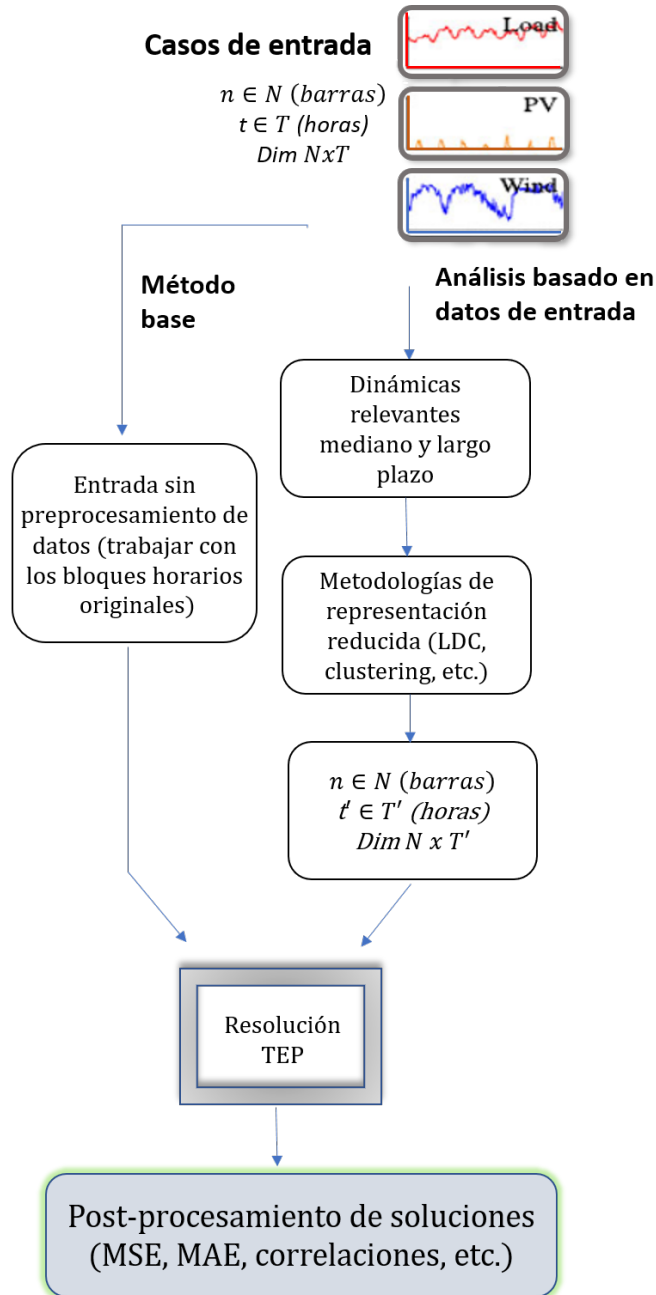 Casos de entrada
n ∈ N (barras)
t ∈ T (horas)
Dim NxT
Load
PV
Wind
Método
base
Análisis basado en
datos de entrada
Dinámicas
relevantes
mediano y largo
plazo
Entrada sin
preprocesamiento de
datos (trabajar con
los bloques horarios
originales)
Metodologías de
representación
reducida (LDC,
clustering, etc.)
n ∈ N (barras)
t' ∈ T' (horas)
Dim N x T'
Resolución
TEP
Post-procesamiento de soluciones
(MSE, MAE, correlaciones, etc.)